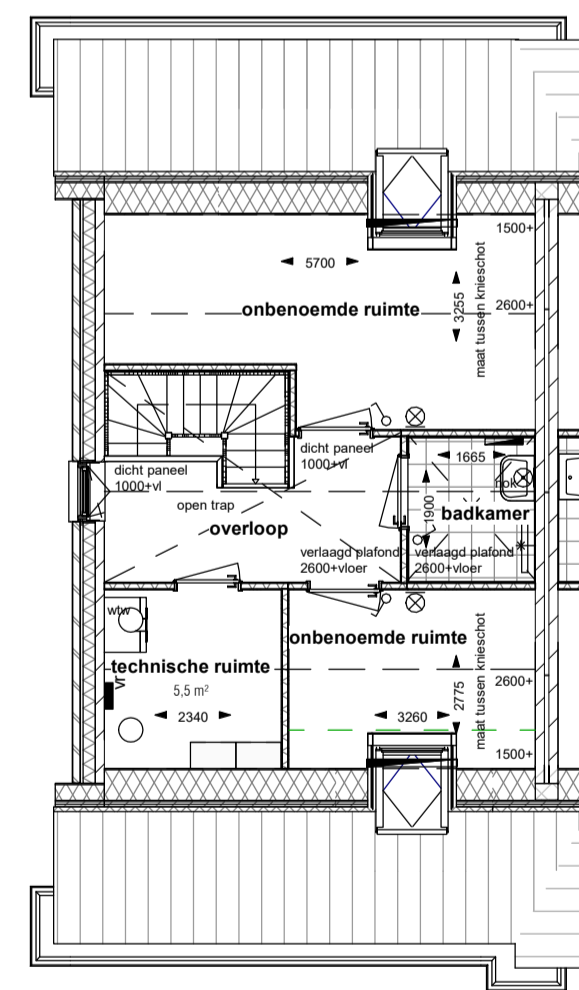 1500+
5700
3255
maat tussen knieschot
2600+
onbenoemde ruimte
dicht paneel
1000+vl
dicht paneel
1000+vl
1665
hok
open trap
1900
badkamer
overloop
verlaagd plafond
2600+vloer
verlaagd plafond
2600+vloer
wtw
onbenoemde ruimte
technische ruimte
vr
5,5 m²
2600+
2775
maat tussen knieschot
2340
3260
1500+